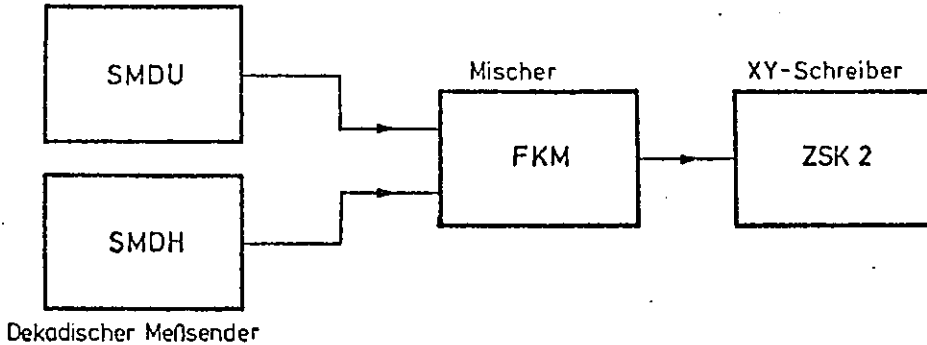 SMDU
Mischer
FKM
XY-Schreiber
ZSK 2
SMDH
Dekadischer Meßsender